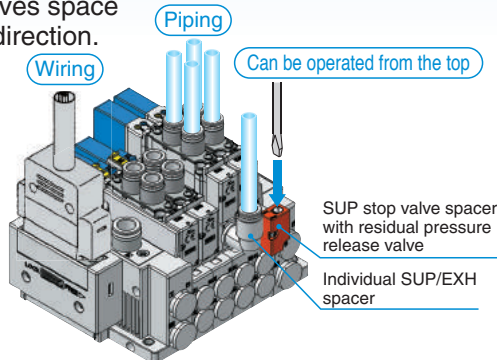 ves space
direction.
Piping
Wiring
Can be operated from the top
SUP stop valve spacer
with residual pressure
release valve
Individual SUP/EXH
spacer